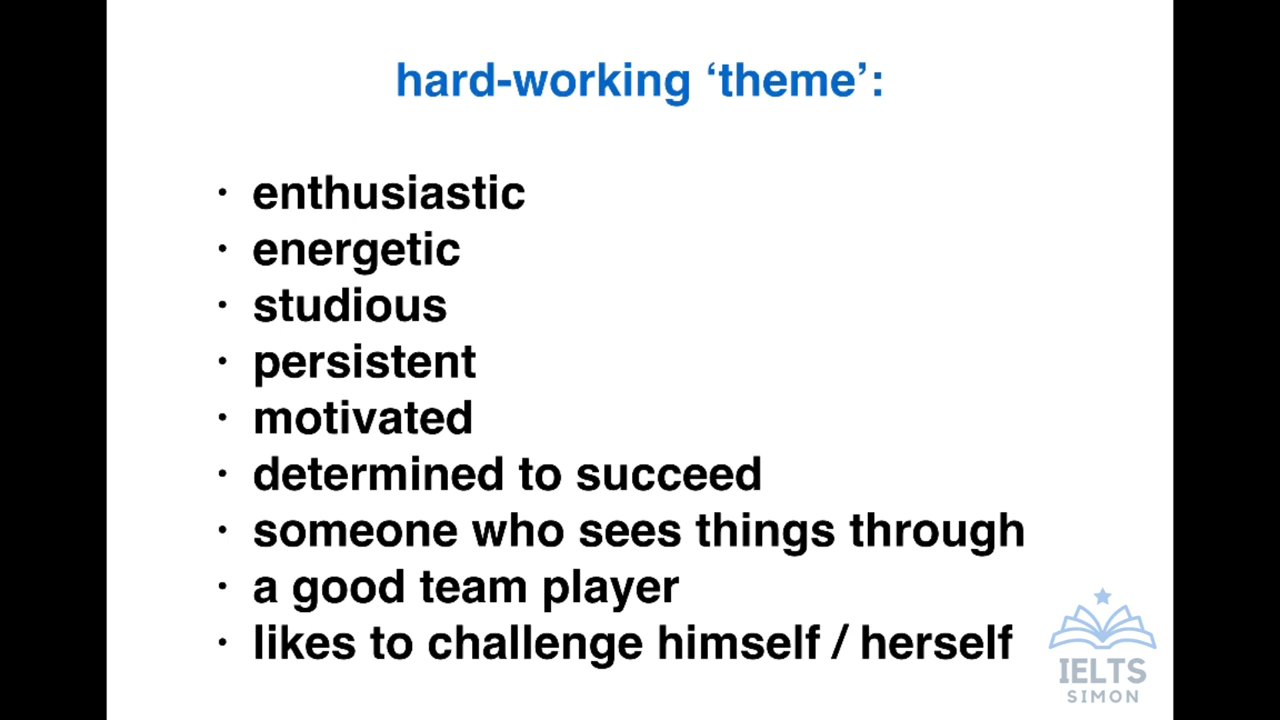 hard-working ‘theme’:
· enthusiastic
· energetic
· studious
· persistent
· motivated
· determined to succeed
· someone who sees things through
· a good team player
· likes to challenge himself / herself
IELTS
SIMON